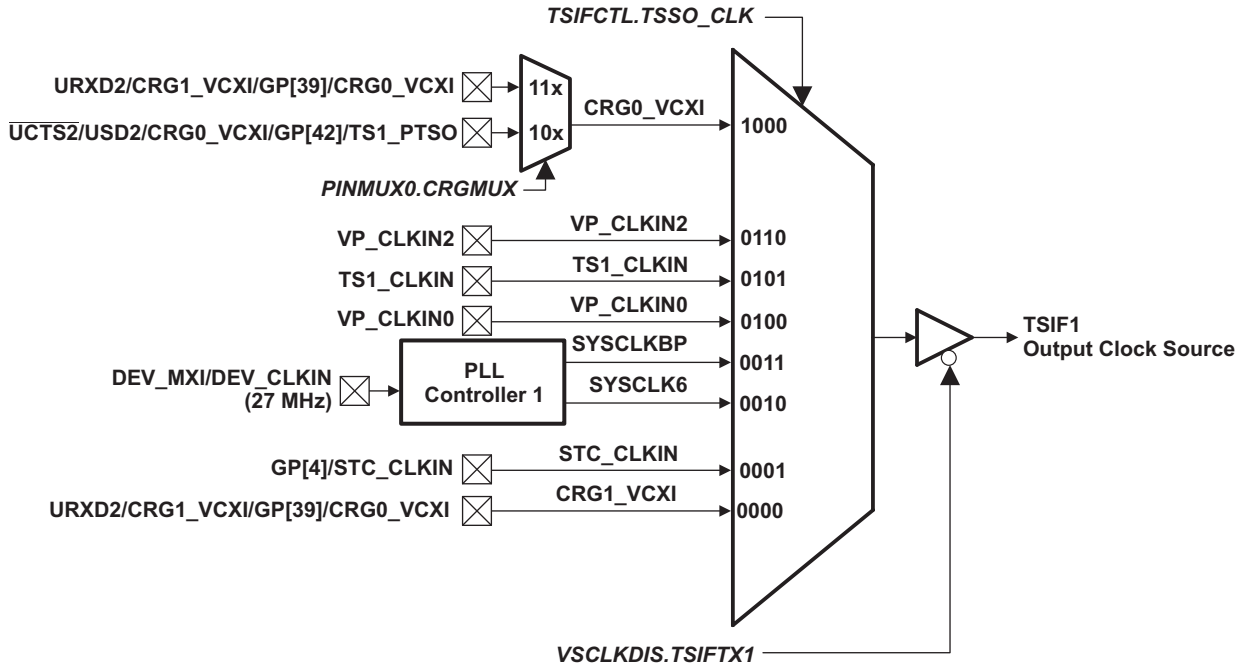 TSIFCTL.TSSO_CLK
URXD2/CRG1_VCXI/GP[39]/CRG0_VCXI
11x
CRG0_VCXI
1000
UCTS2/USD2/CRG0_VCXI/GP[42]/TS1_PTSO
10x
PINMUX0.CRGMUX
VP_CLKIN2
VP_CLKIN2
0110
TS1_CLKIN
TS1_CLKIN
0101
VP_CLKIN0
VP_CLKIN0
0100
TSIF1
Output Clock Source
DEV_MXI/DEV_CLKIN
(27 MHz)
PLL
Controller 1
SYSCLKBP
0011
SYSCLK6
0010
GP[4]/STC_CLKIN
STC_CLKIN
0001
URXD2/CRG1_VCXI/GP[39]/CRG0_VCXI
CRG1_VCXI
0000
VSCLKDIS.TSIFTX1